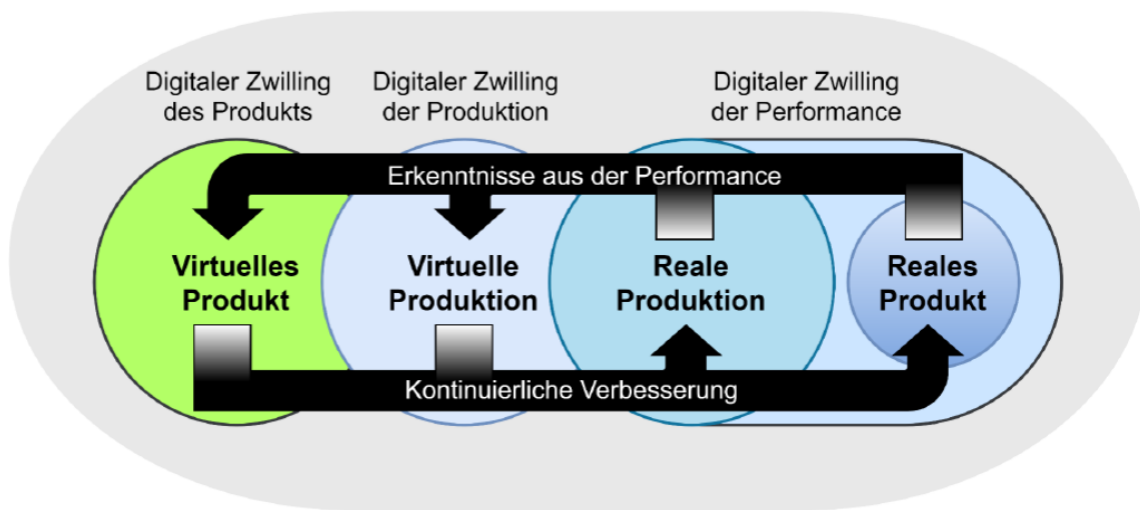 Digitaler Zwilling
des Produkts
Digitaler Zwilling
der Produktion
Digitaler Zwilling
der Performance
Erkenntnisse aus der Performance
Virtuelles
Produkt
Virtuelle
Produktion
Reale
Produktion
Reales
Produkt
Kontinuierliche Verbesserung